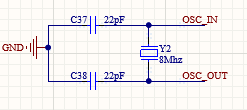 C37 22pF OSC_IN
GND Y2
8Mhz
C38 22pF OSC_OUT